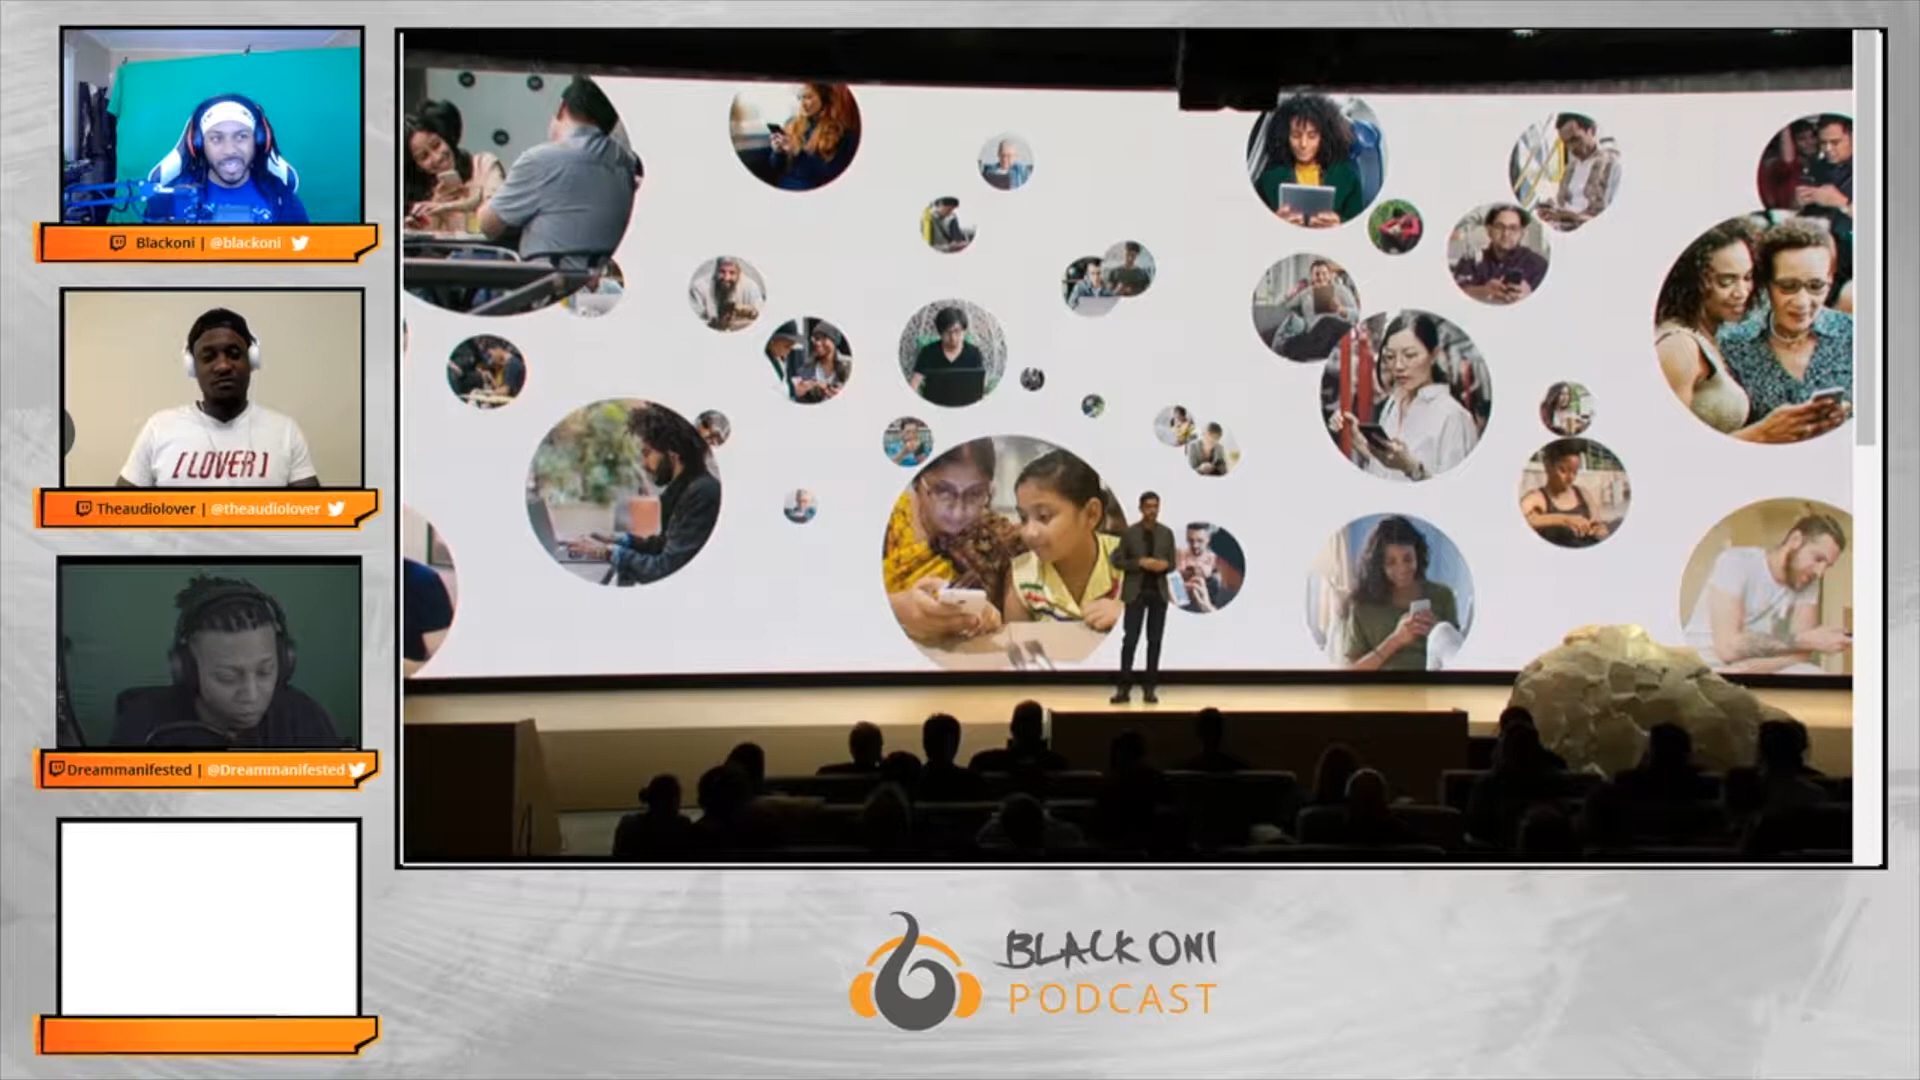 Blackoni | @blackoni
[LOVER]
Theaudiolover | @theaudiolover
Dreammanifested | @Dreammanifested
BLACK ONI
PODCAST